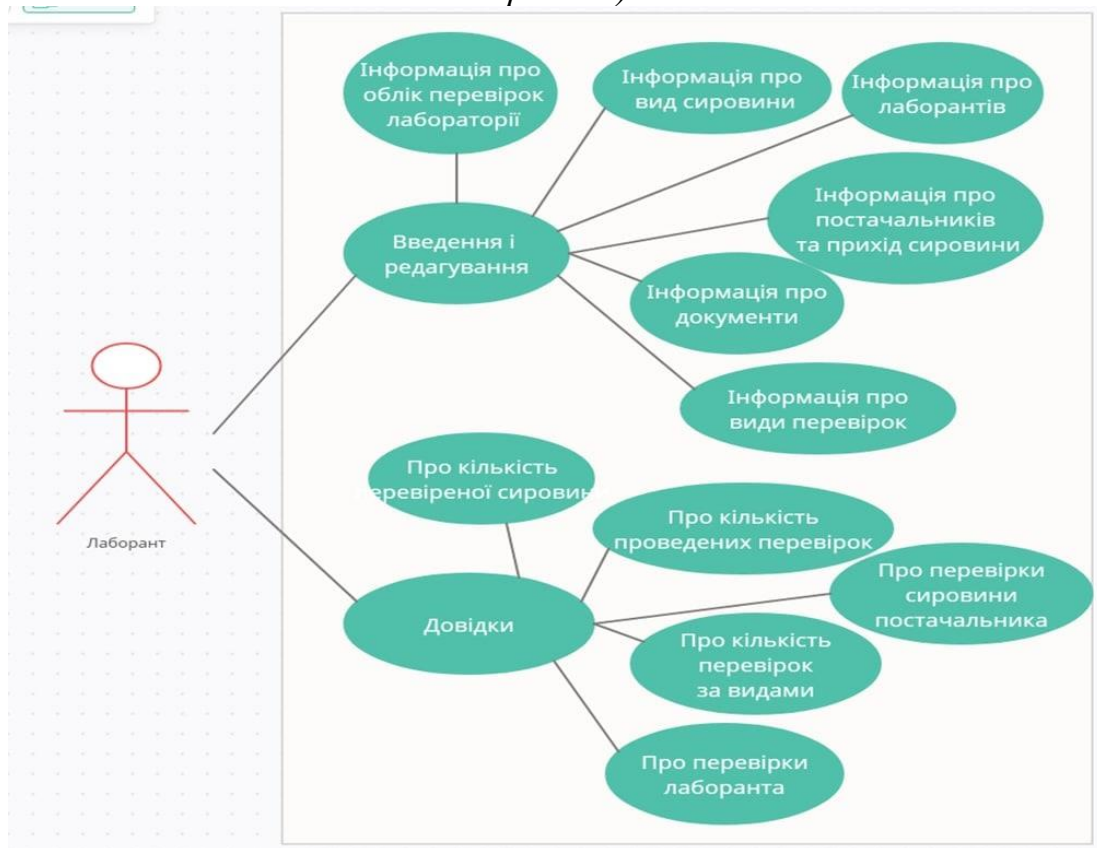 Інформація про
облік перевірок
лабораторії
Інформація про
вид сировини
Інформація про
лаборантів
Інформація про
постачальників
та прихід сировини
Введення і
редагування
Інформація про
документи
Інформація про
види перевірок
Лаборант
Про кількість
Про кількість
проведених перевірок
Про перевірки
сировини
постачальника
Довідки
Про кількість
перевірок
за видами
Про перевірки
лаборанта